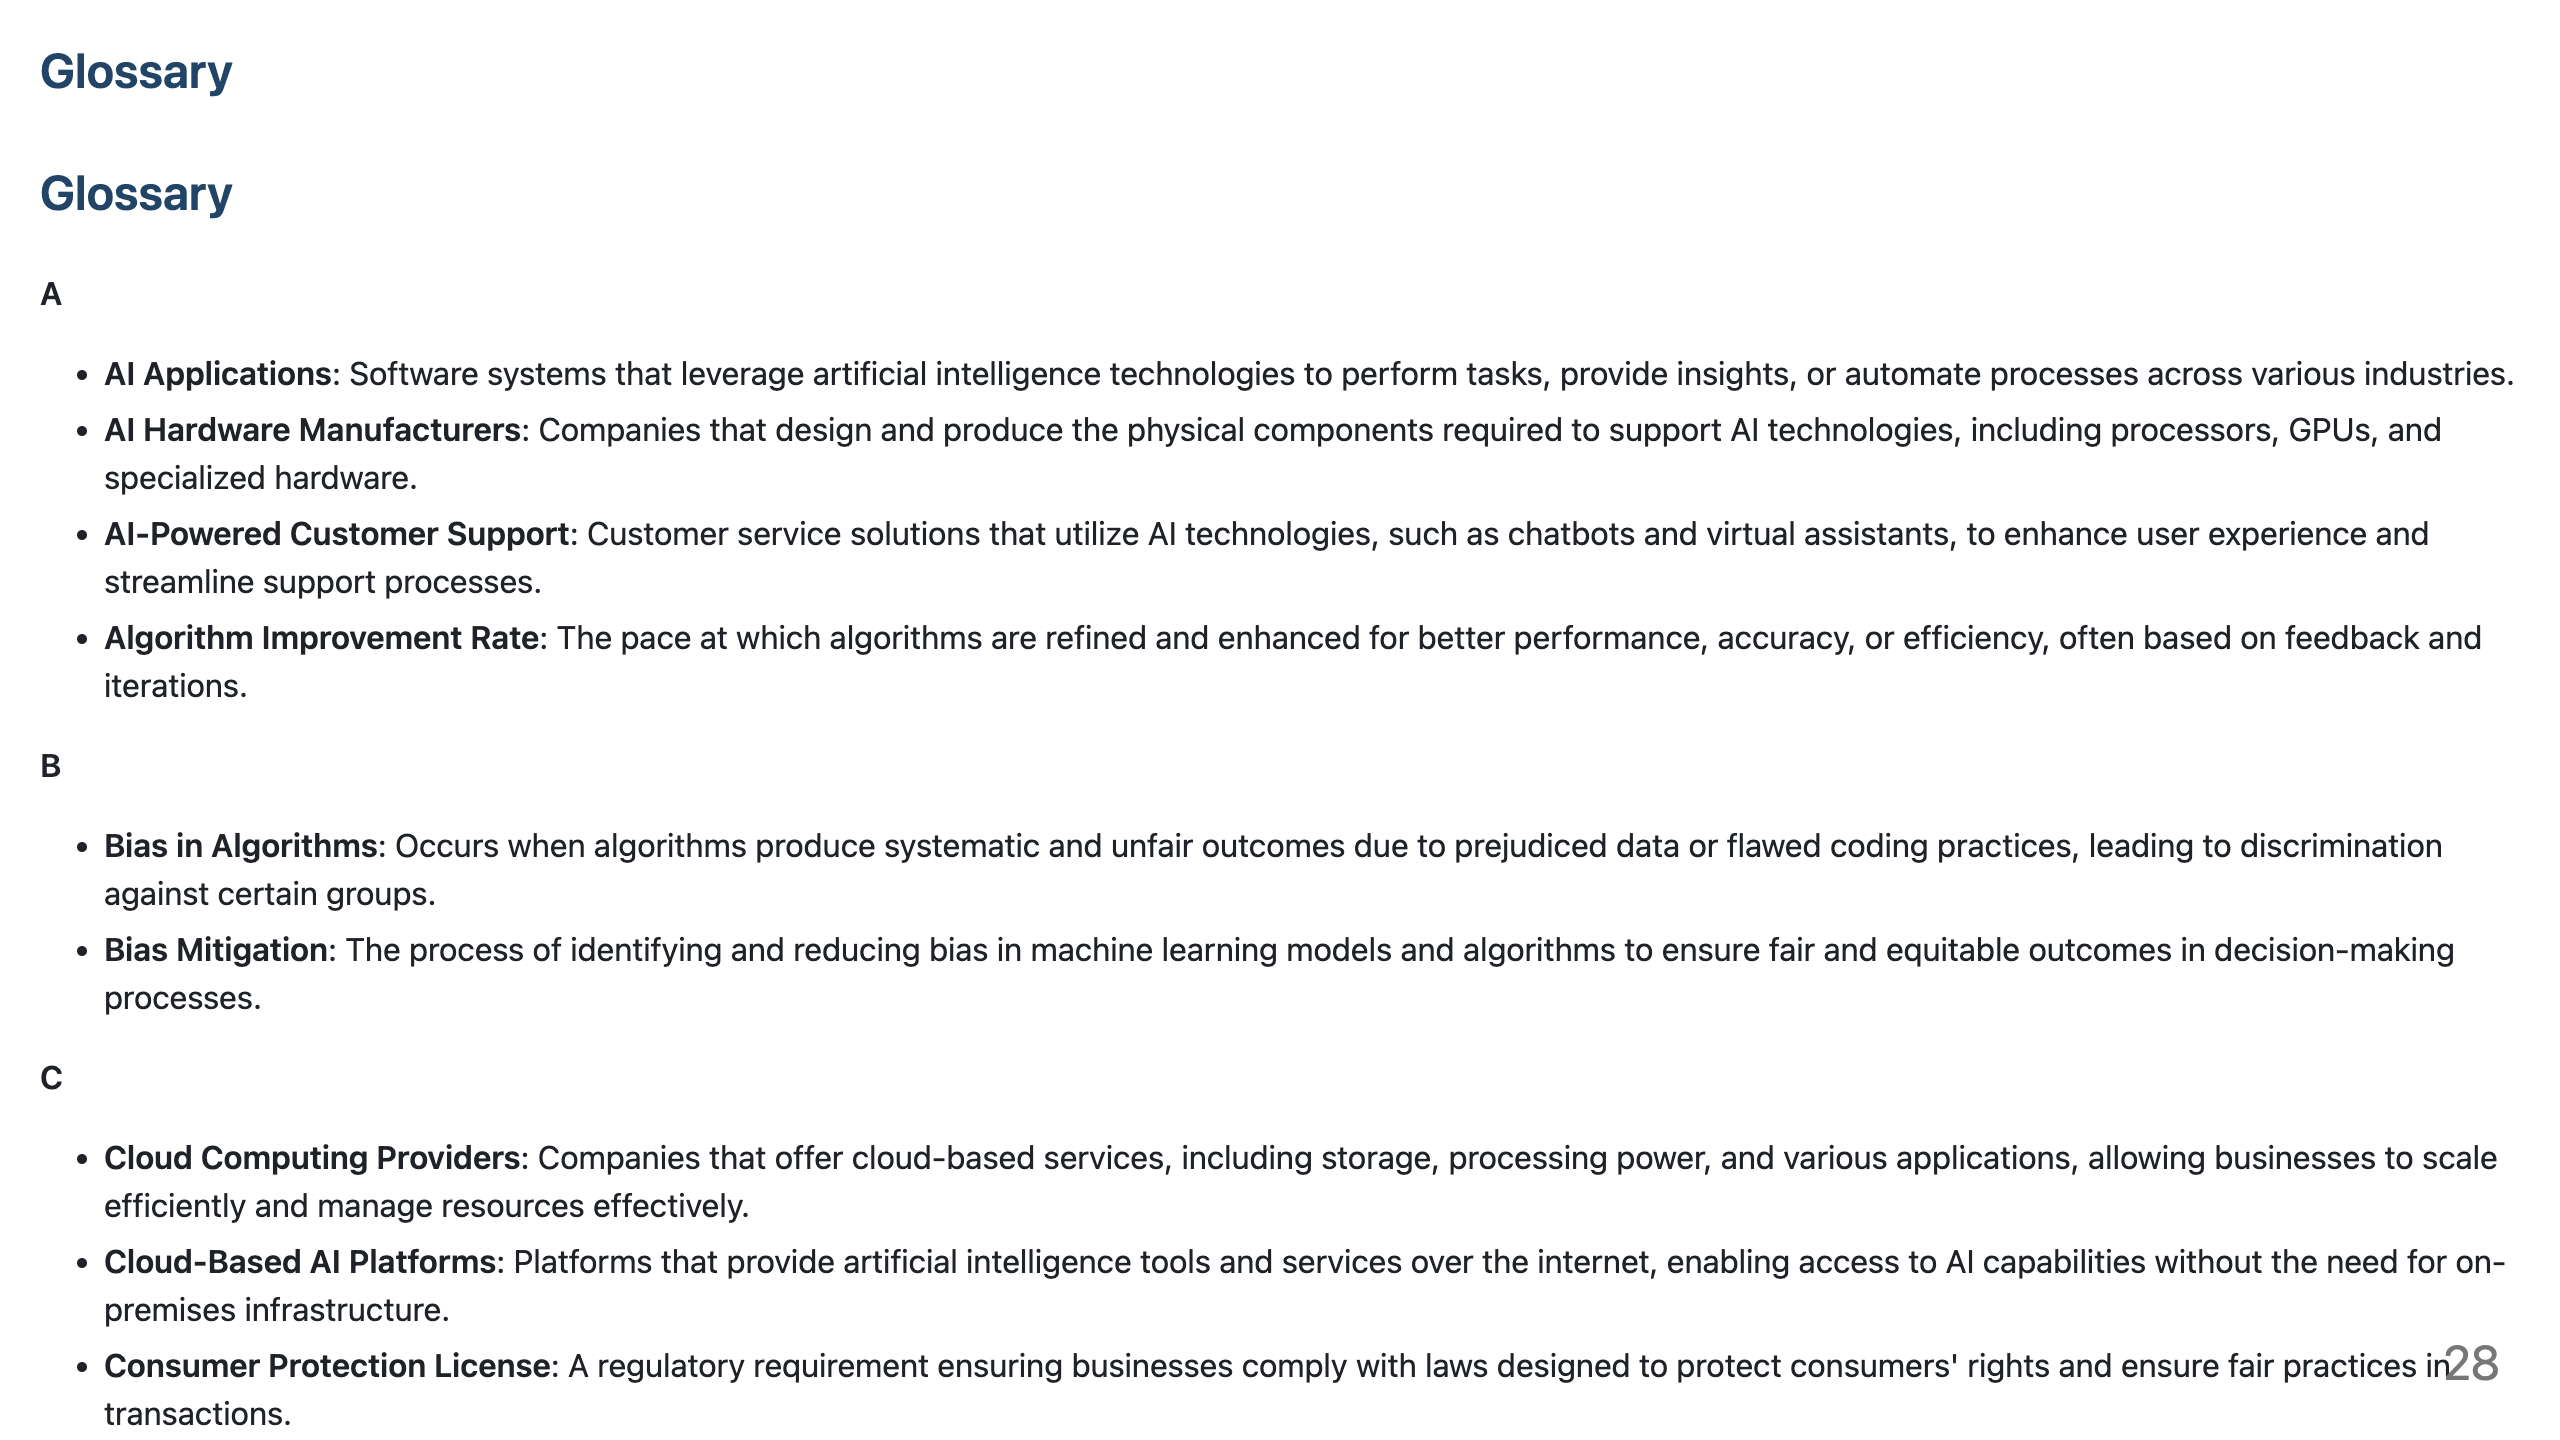 Glossary
Glossary
A
• AI Applications: Software systems that leverage artificial intelligence technologies to perform tasks, provide insights, or automate processes across various industries.
• AI Hardware Manufacturers: Companies that design and produce the physical components required to support AI technologies, including processors, GPUs, and
specialized hardware.
• AI-Powered Customer Support: Customer service solutions that utilize AI technologies, such as chatbots and virtual assistants, to enhance user experience and
streamline support processes.
• Algorithm Improvement Rate: The pace at which algorithms are refined and enhanced for better performance, accuracy, or efficiency, often based on feedback and
iterations.
B
• Bias in Algorithms: Occurs when algorithms produce systematic and unfair outcomes due to prejudiced data or flawed coding practices, leading to discrimination
against certain groups.
• Bias Mitigation: The process of identifying and reducing bias in machine learning models and algorithms to ensure fair and equitable outcomes in decision-making
processes.
C
• Cloud Computing Providers: Companies that offer cloud-based services, including storage, processing power, and various applications, allowing businesses to scale
efficiently and manage resources effectively.
• Cloud-Based AI Platforms: Platforms that provide artificial intelligence tools and services over the internet, enabling access to AI capabilities without the need for on-
premises infrastructure.
• Consumer Protection License: A regulatory requirement ensuring businesses comply with laws designed to protect consumers' rights and ensure fair practices in
transactions.
28